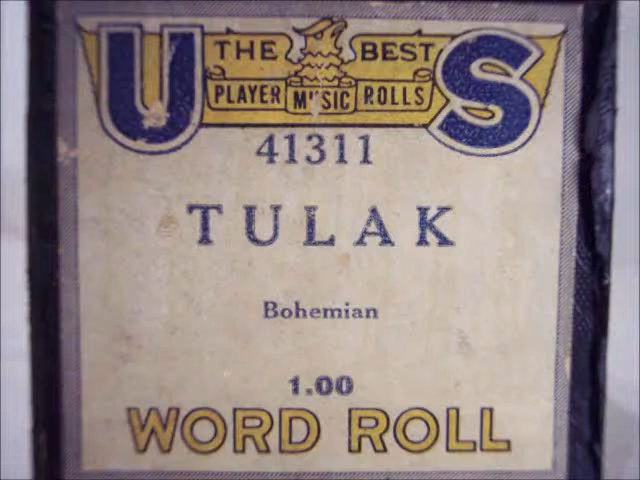 U THE BEST S
PLAYER MUSIC ROLLS
41311
TULAK
Bohemian
1.00
WORD ROLL